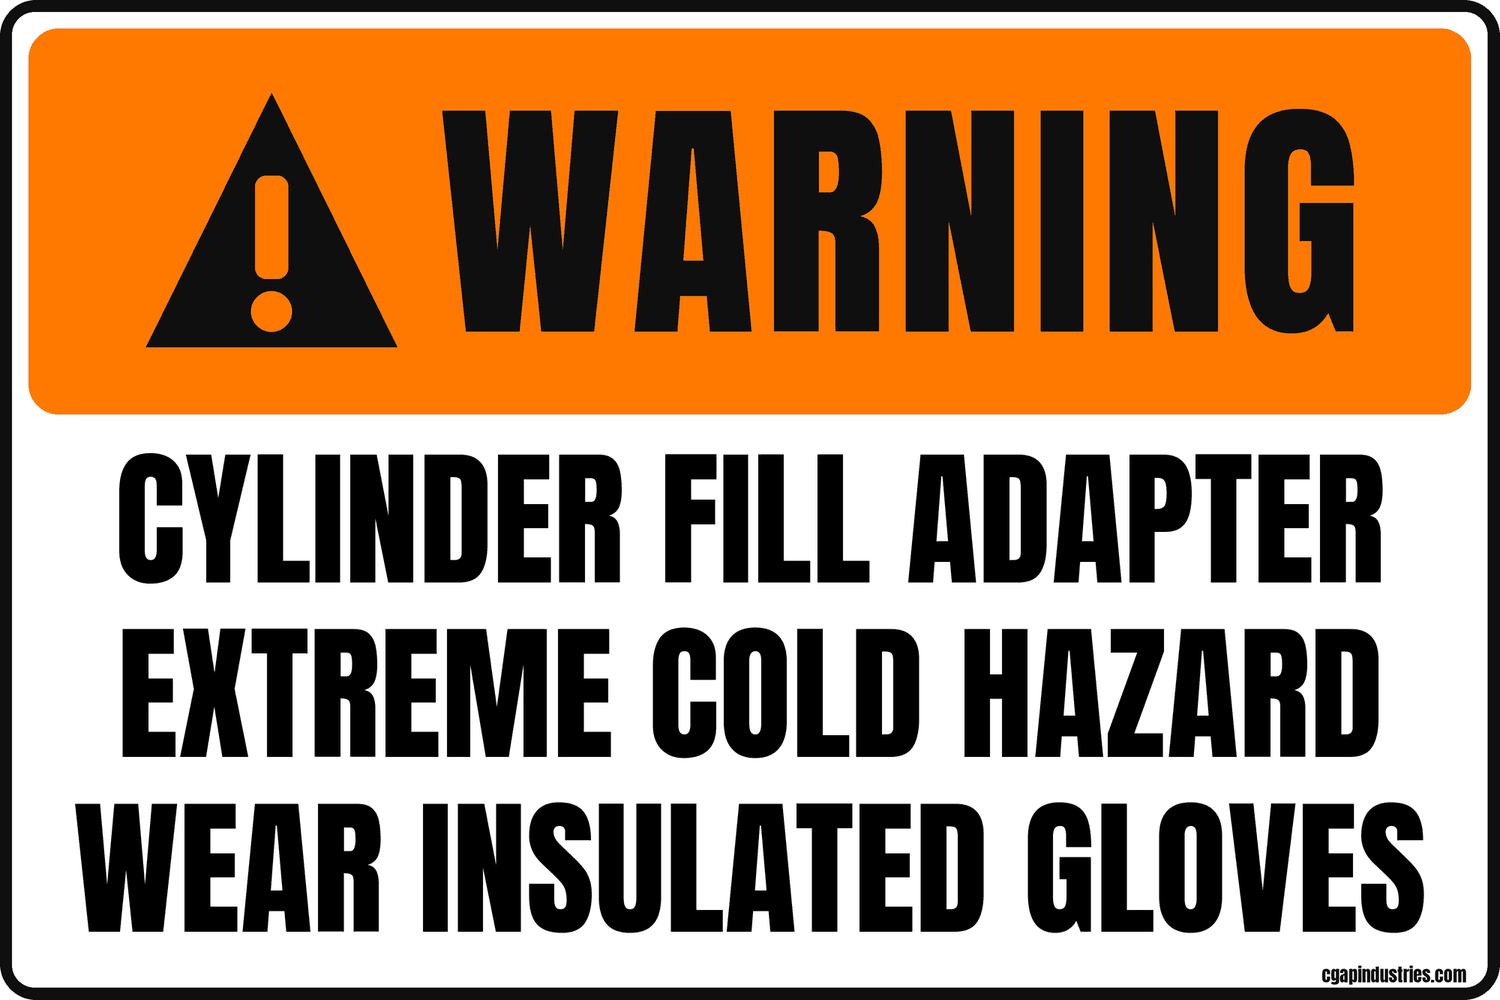 WARNING
CYLINDER FILL ADAPTER
EXTREME COLD HAZARD
WEAR INSULATED GLOVES
cgapindustries.com